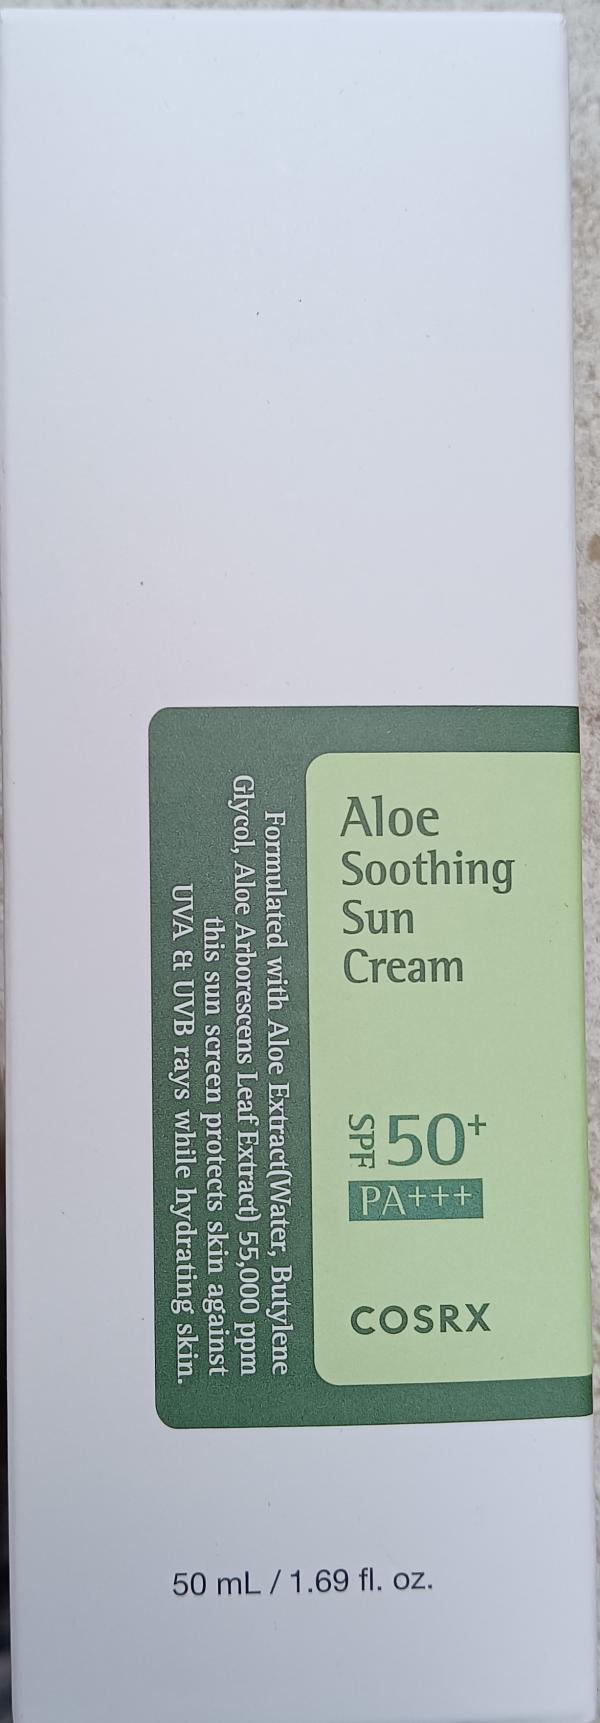 Aloe
Soothing
Sun
Cream
SPF 50+
PA+++
COSRX
Formulated with Aloe Extract(Water, Butylene
Glycol, Aloe Arborescens Leaf Extract) 55,000 ppm
this sun screen protects skin against
UVA & UVB rays while hydrating skin.
50 mL / 1.69 fl. oz.